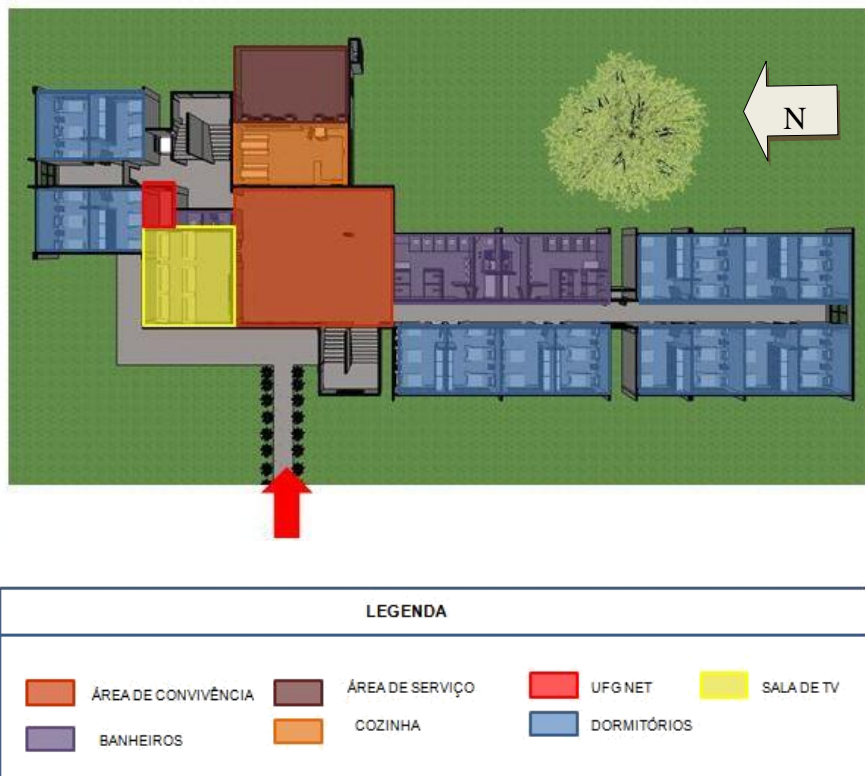 N
LEGENDA
ÁREA DE CONVIVÊNCIA
ÁREA DE SERVIÇO
UFG NET
SALA DE TV
BANHEIROS
COZINHA
DORMITÓRIOS